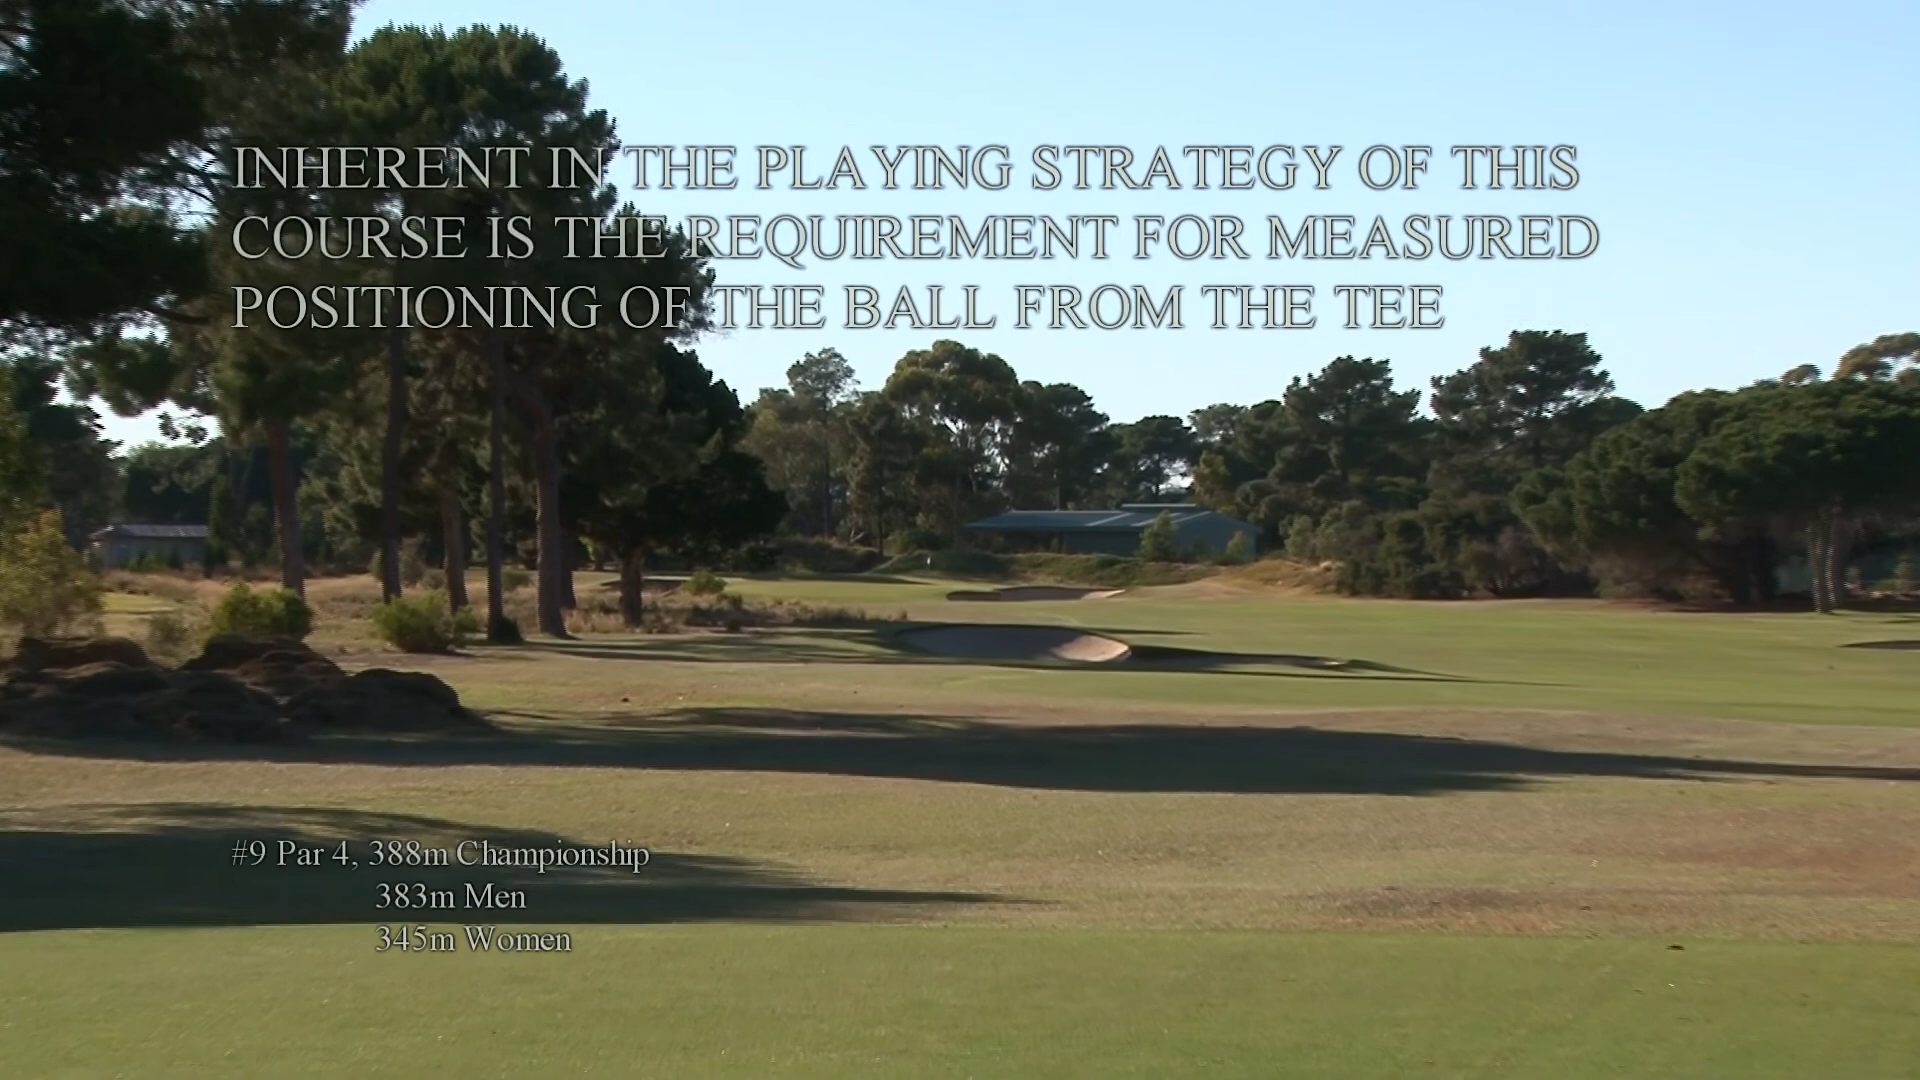 INHERENT IN THE PLAYING STRATEGY OF THIS
COURSE IS THE REQUIREMENT FOR MEASURED
POSITIONING OF THE BALL FROM THE TEE
#9 Par 4, 388m Championship
383m Men
345m Women